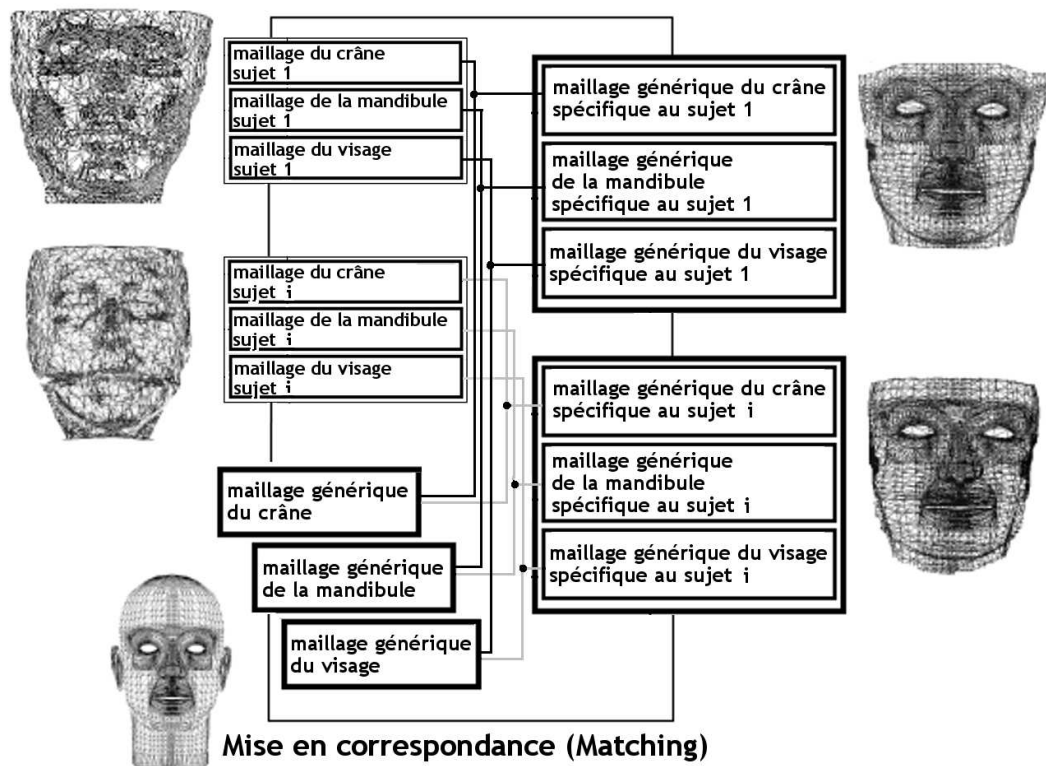 maillage du crâne
sujet 1
maillage de la mandibule
sujet 1
maillage du visage
sujet 1
maillage du crâne
sujet i
maillage de la mandibule
sujet i
maillage du visage
sujet i
maillage générique
du crâne
maillage générique
de la mandibule
maillage générique
du visage
maillage générique du crâne
spécifique au sujet 1
maillage générique
de la mandibule
spécifique au sujet 1
maillage générique du visage
spécifique au sujet 1
maillage générique du crâne
spécifique au sujet i
maillage générique
de la mandibule
spécifique au sujet i
maillage générique du visage
spécifique au sujet i
Mise en correspondance (Matching)